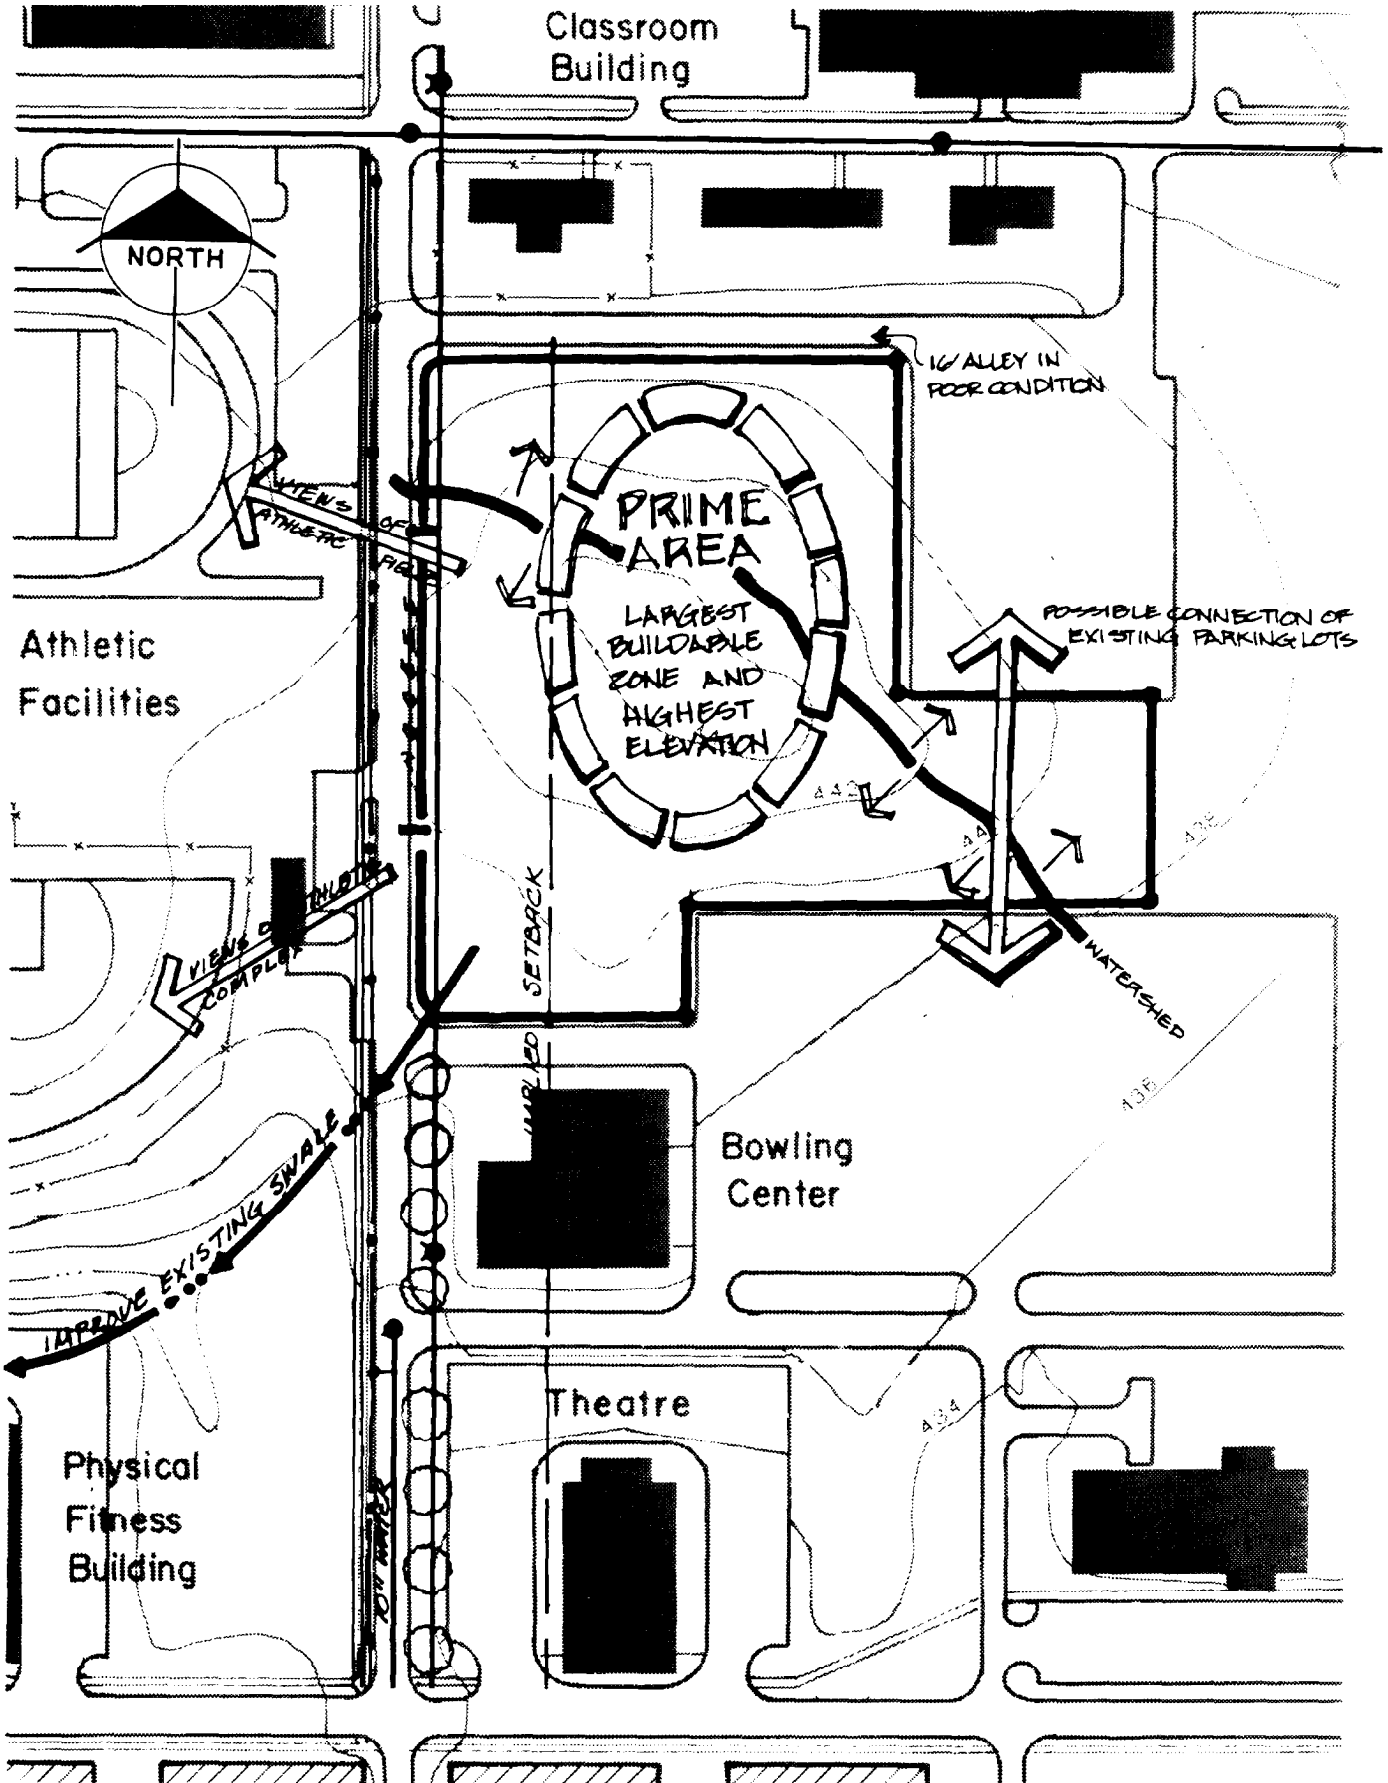 Classroom
Building
NORTH
16' ALLEY IN
POOR CONDITION
VIEWS OF
ATHLETIC
FIELDS
PRIME
AREA
LARGEST
BUILDABLE
ZONE AND
HIGHEST
ELEVATION
POSSIBLE CONNECTION OF
EXISTING PARKING LOTS
Athletic
Facilities
438
VIEWS OF ATHLETIC
COMPLEX
IMPLIED SETBACK
WATERSHED
436
Bowling
Center
IMPROVE EXISTING SWALE
Theatre
434
Physical
Fitness
Building
10" WATER